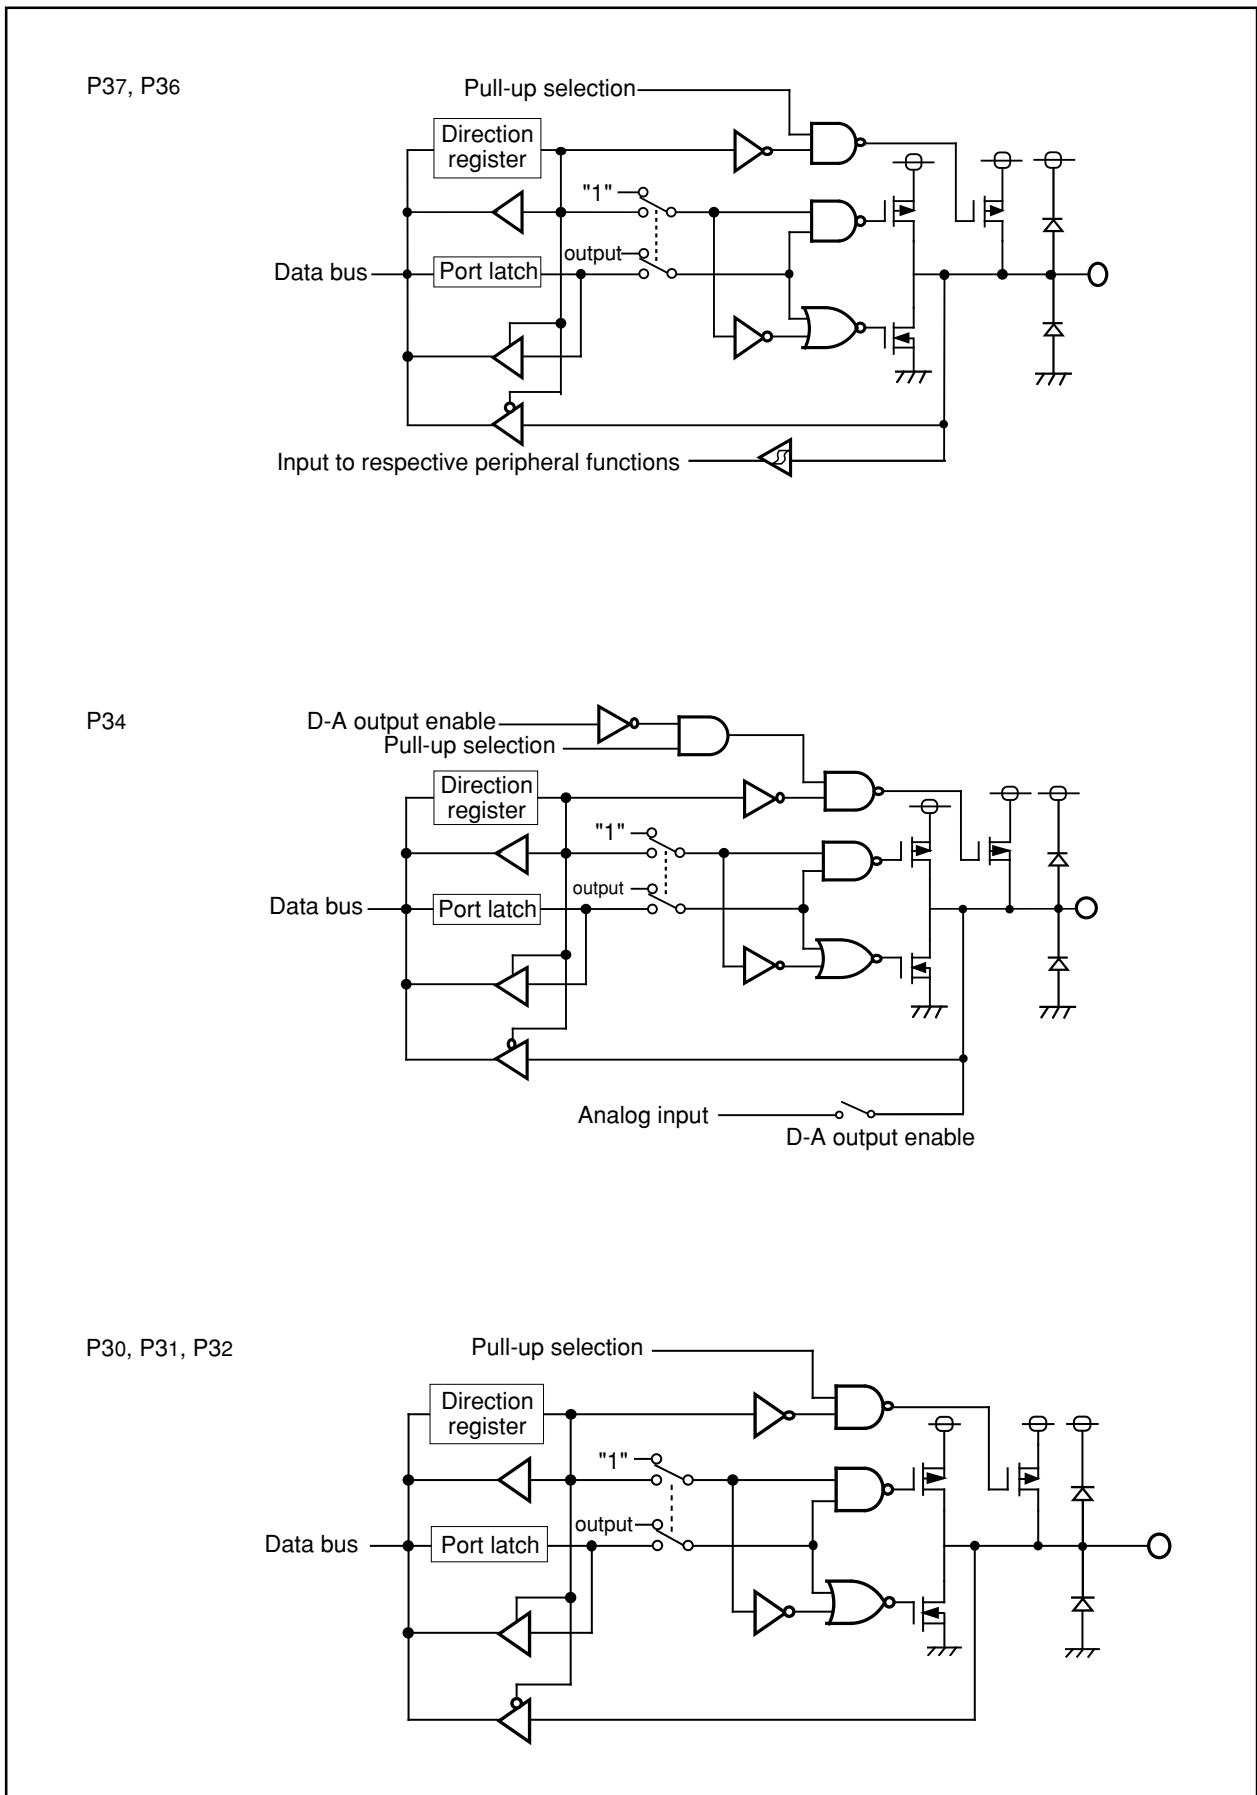 P37, P36
Pull-up selection
Direction
register
"1"
output
Data bus
Port latch
Input to respective peripheral functions
P34
D-A output enable
Pull-up selection
Direction
register
"1"
output
Data bus
Port latch
Analog input
D-A output enable
P30, P31, P32
Pull-up selection
Direction
register
"1"
output
Data bus
Port latch